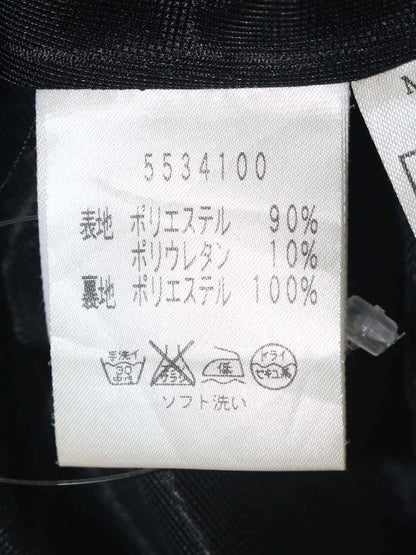 5534100
表地 ポリエステル 90%
ポリウレタン 10%
裏地 ポリエステル 100%
手洗イ 30 エンソサラシ 低 ドライ セキユ系
ソフト洗い
M